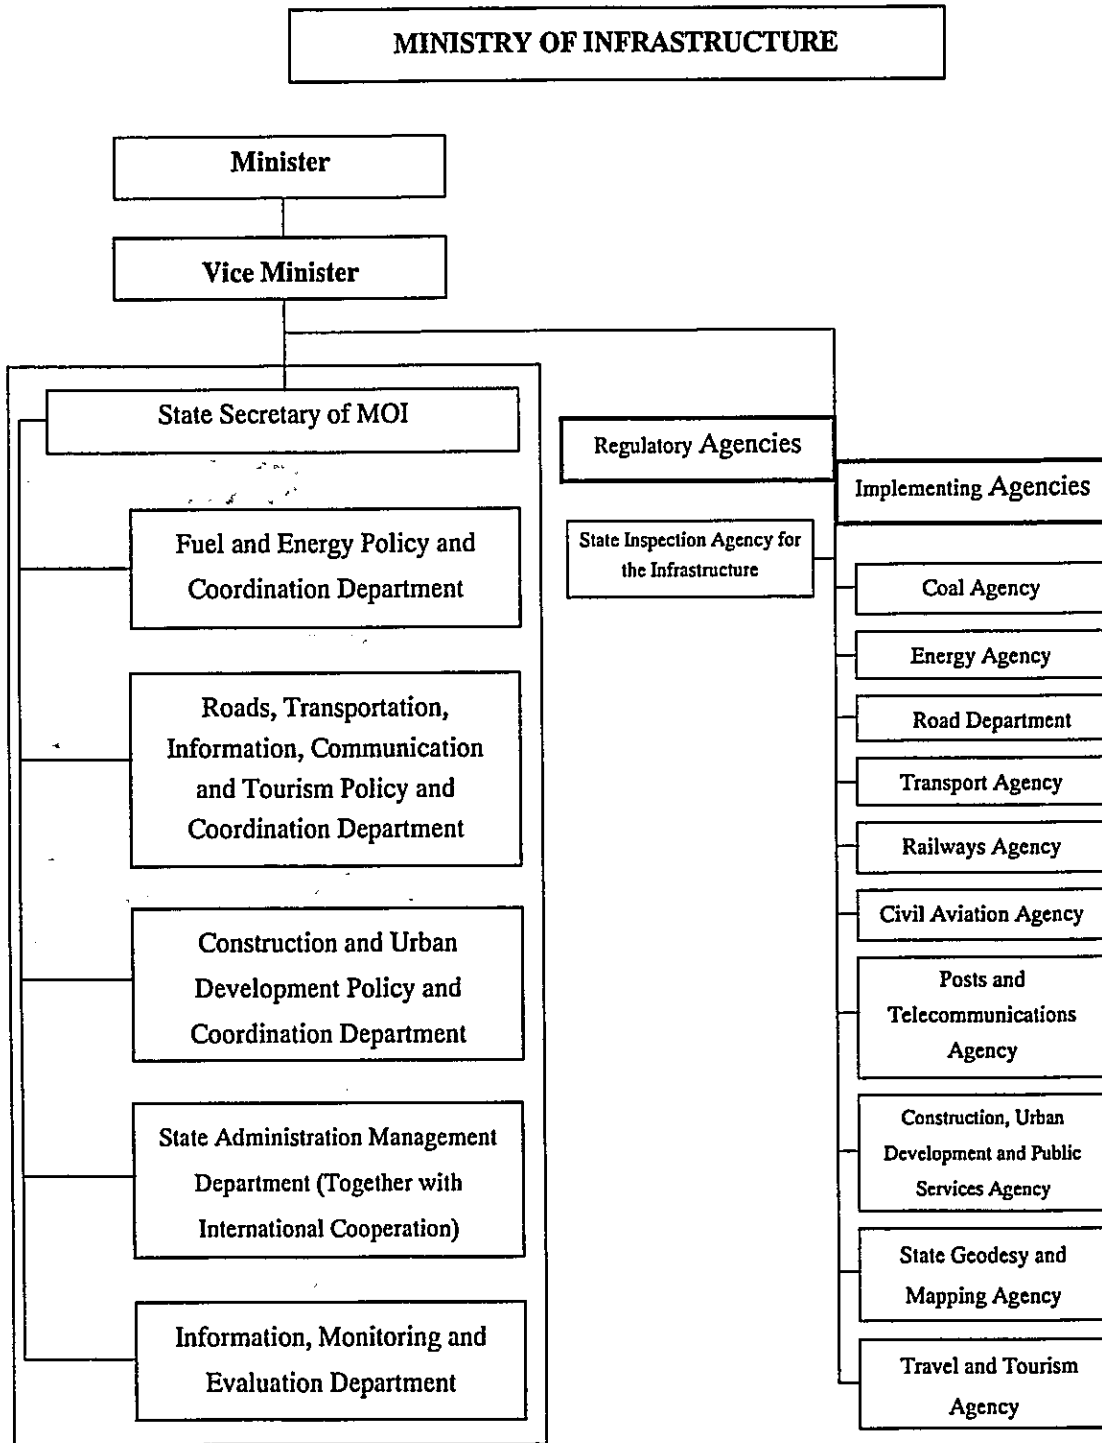 MINISTRY OF INFRASTRUCTURE
Minister
Vice Minister
State Secretary of MOI
Fuel and Energy Policy and
Coordination Department
Roads, Transportation,
Information, Communication
and Tourism Policy and
Coordination Department
Construction and Urban
Development Policy and
Coordination Department
State Administration Management
Department (Together with
International Cooperation)
Information, Monitoring and
Evaluation Department
Regulatory Agencies
State Inspection Agency for
the Infrastructure
Implementing Agencies
Coal Agency
Energy Agency
Road Department
Transport Agency
Railways Agency
Civil Aviation Agency
Posts and
Telecommunications
Agency
Construction, Urban
Development and Public
Services Agency
State Geodesy and
Mapping Agency
Travel and Tourism
Agency